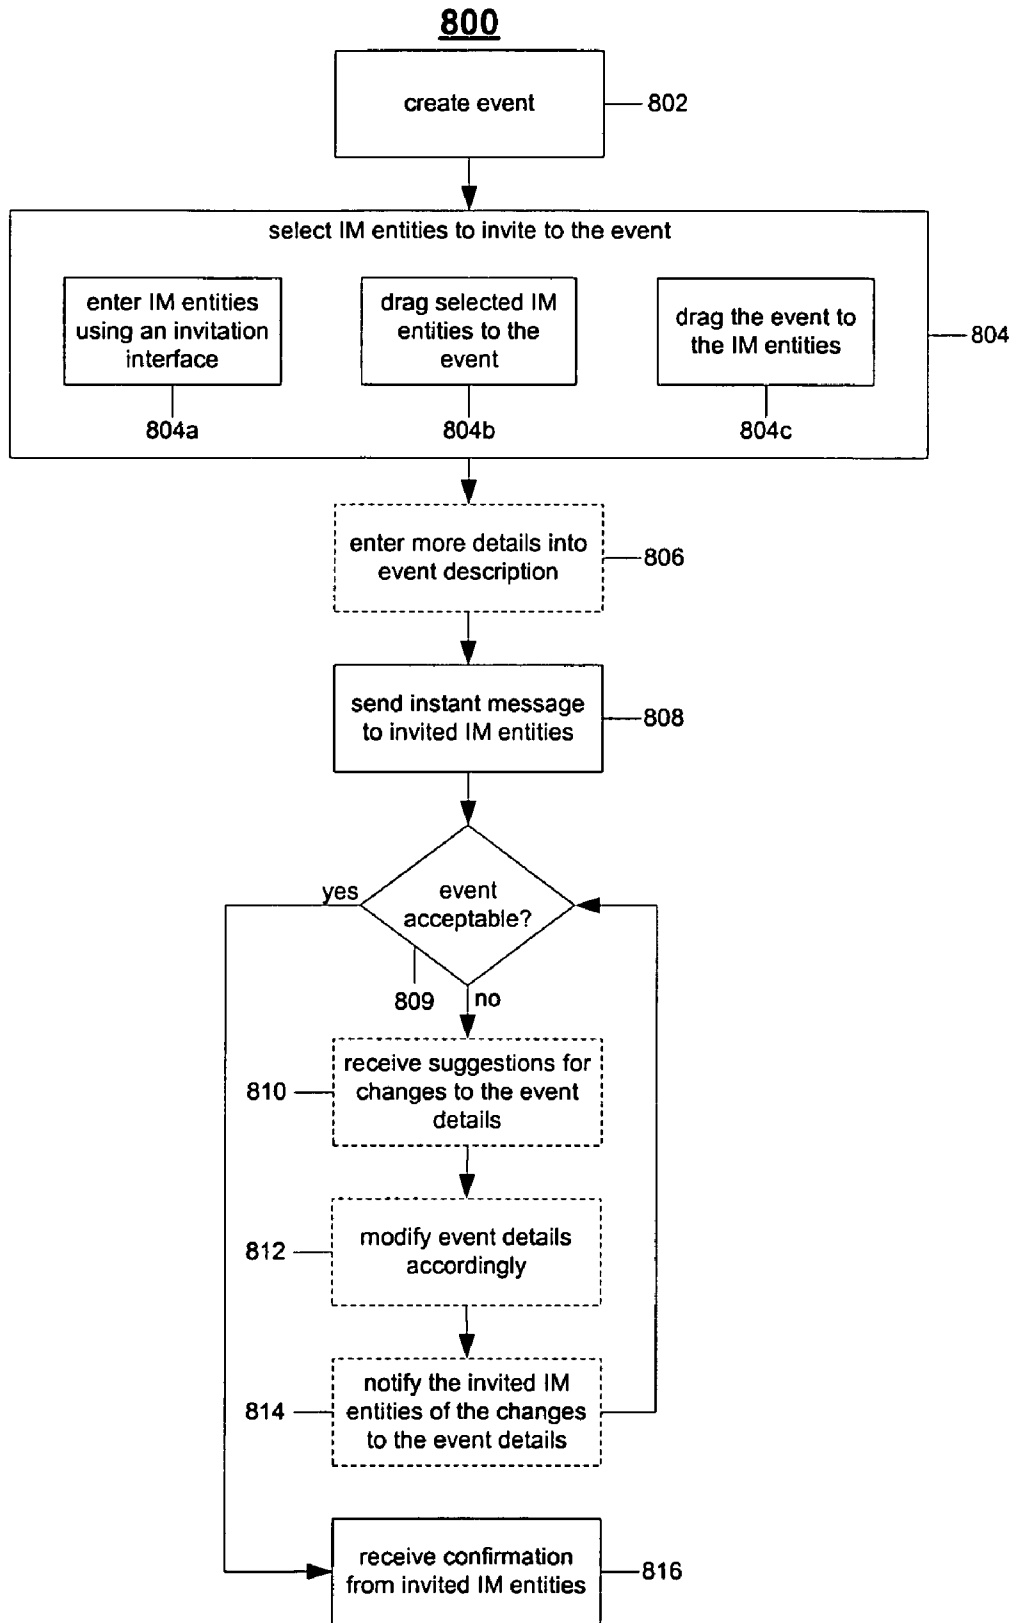 800
create event
802
select IM entities to invite to the event
enter IM entities
using an invitation
interface
804a
drag selected IM
entities to the
event
804b
drag the event to
the IM entities
804c
804
enter more details into
event description
806
send instant message
to invited IM entities
808
event
acceptable?
yes
809
no
receive suggestions for
changes to the event
details
810
modify event details
accordingly
812
notify the invited IM
entities of the changes
to the event details
814
receive confirmation
from invited IM entities
816